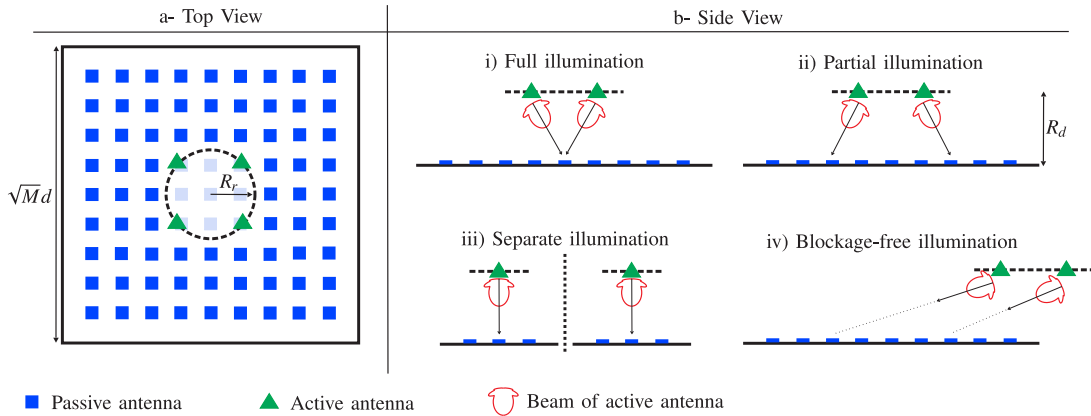 a- Top View
b- Side View
i) Full illumination
ii) Partial illumination
R_d
√Md
R_r
iii) Separate illumination
iv) Blockage-free illumination
Passive antenna
Active antenna
Beam of active antenna